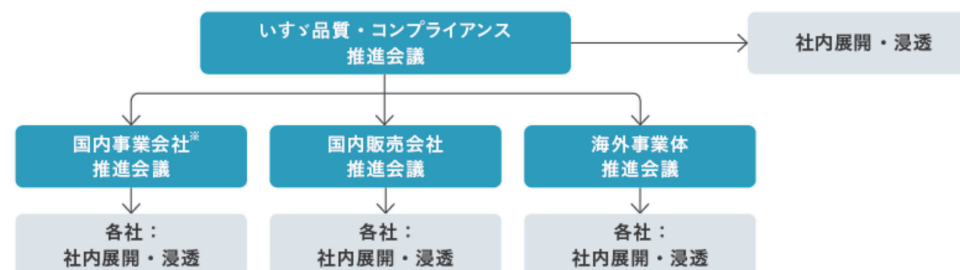 いすゞ品質・コンプライアンス
推進会議
社内展開・浸透
国内事業会社※
推進会議
国内販売会社
推進会議
海外事業体
推進会議
各社：
社内展開・浸透
各社：
社内展開・浸透
各社：
社内展開・浸透